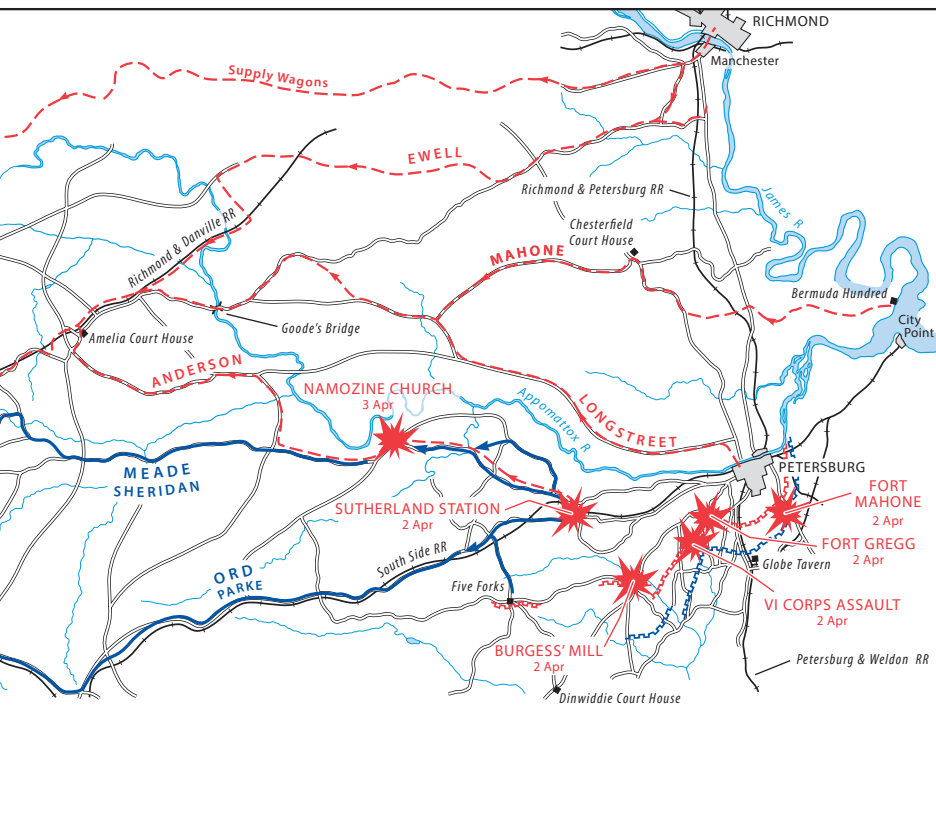 RICHMOND
Manchester
Supply Wagons
EWELL
Richmond & Petersburg RR
James R
Richmond & Danville RR
Chesterfield
Court House
MAHONE
Bermuda Hundred
City
Point
Goode's Bridge
Amelia Court House
ANDERSON
NAMOZINE CHURCH
3 Apr
Appomattox R
LONGSTREET
MEADE
SHERIDAN
PETERSBURG
FORT
MAHONE
2 Apr
SUTHERLAND STATION
2 Apr
FORT GREGG
2 Apr
South Side RR
Globe Tavern
ORD
PARKE
Five Forks
VI CORPS ASSAULT
2 Apr
BURGESS' MILL
2 Apr
Petersburg & Weldon RR
Dinwiddie Court House